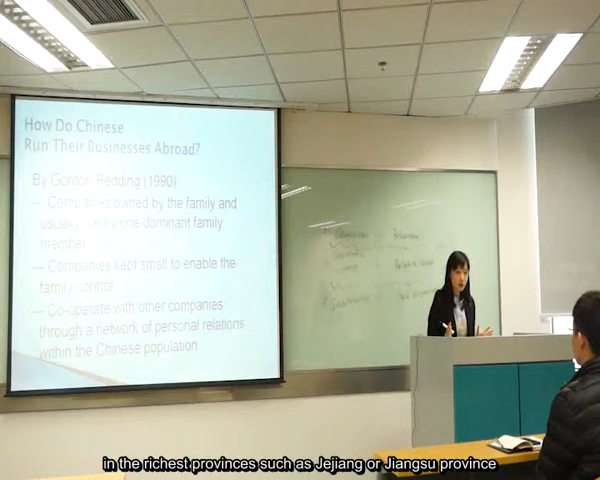 How Do Chinese
Run Their Businesses Abroad?
By Gordon Redding (1990):
– Companies owned by the family and
usually run by one dominant family
member
— Companies kept small to enable the
family control
— Co-operate with other companies
through a network of personal relations
within the Chinese population
in the richest provinces such as Jejiang or Jiangsu province